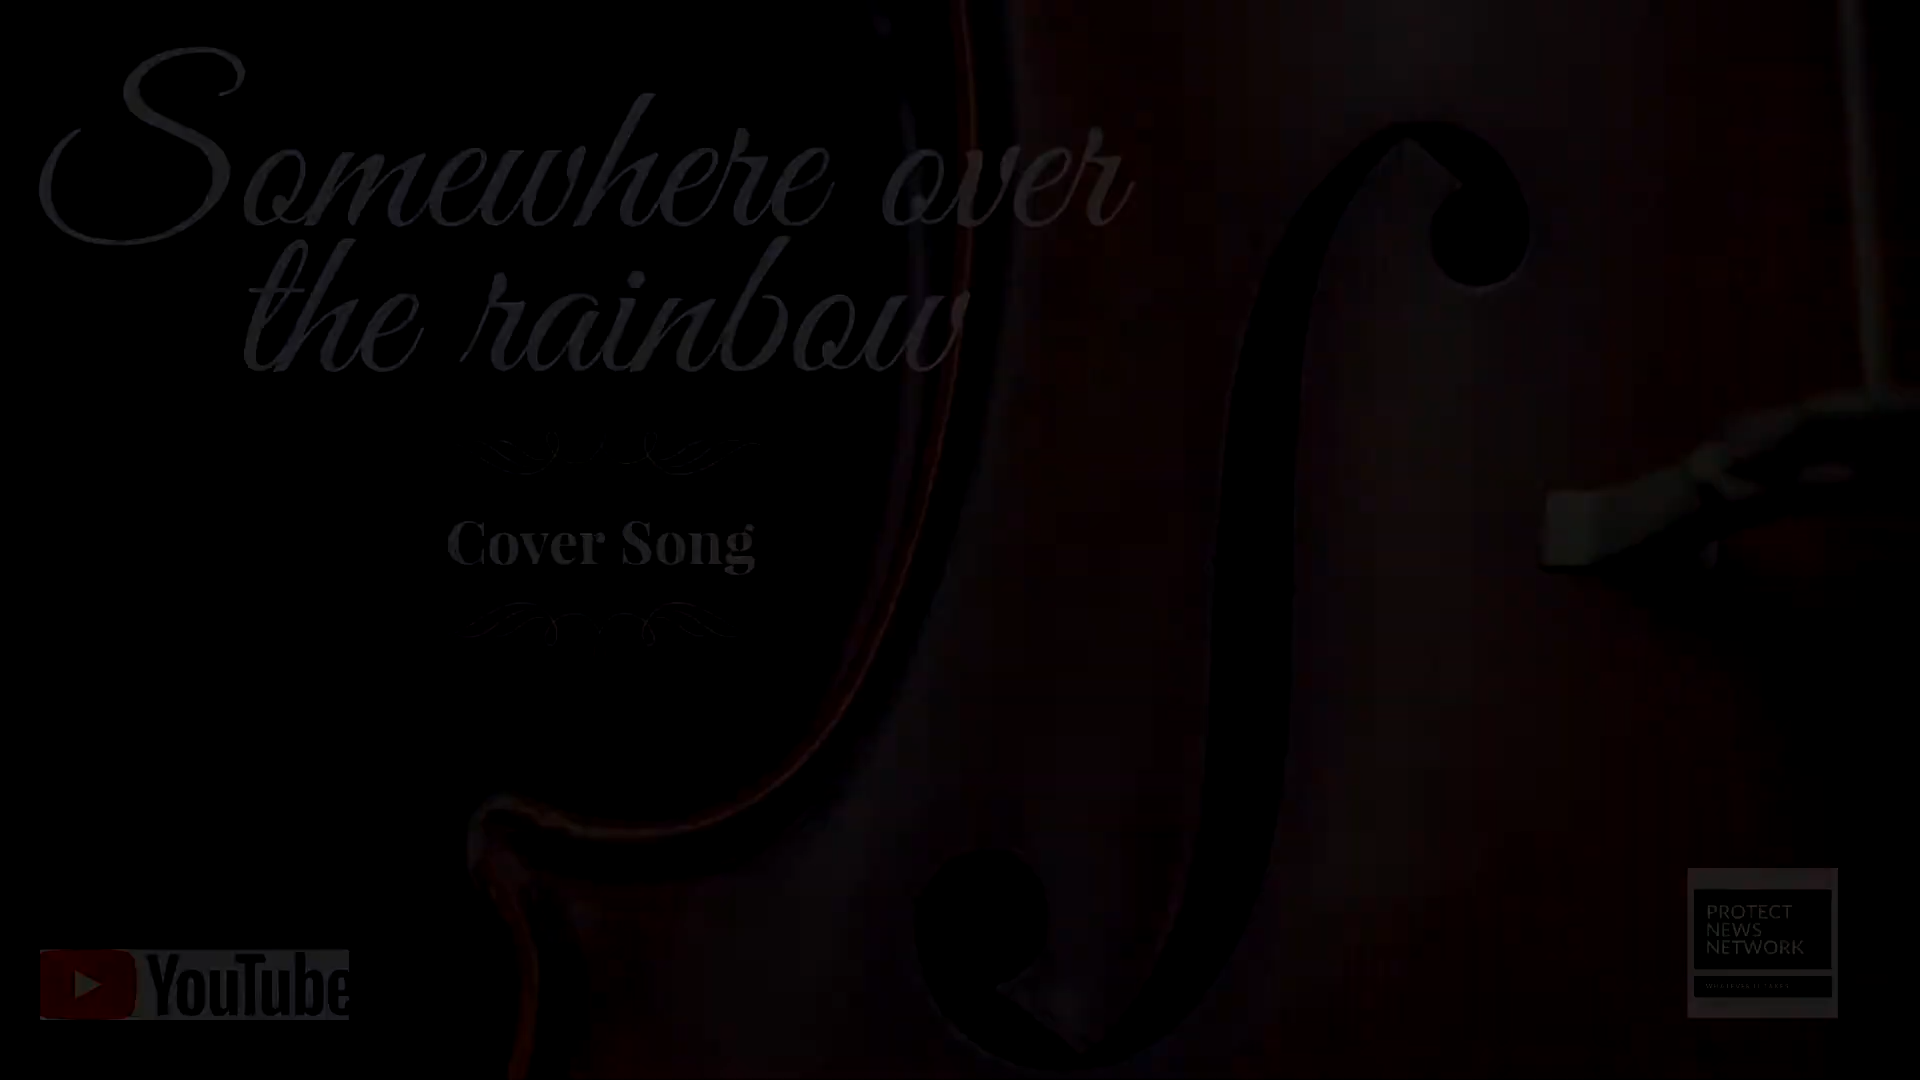 Somewhere over
the rainbow
Cover Song
YouTube
PROTECT
NEWS
NETWORK